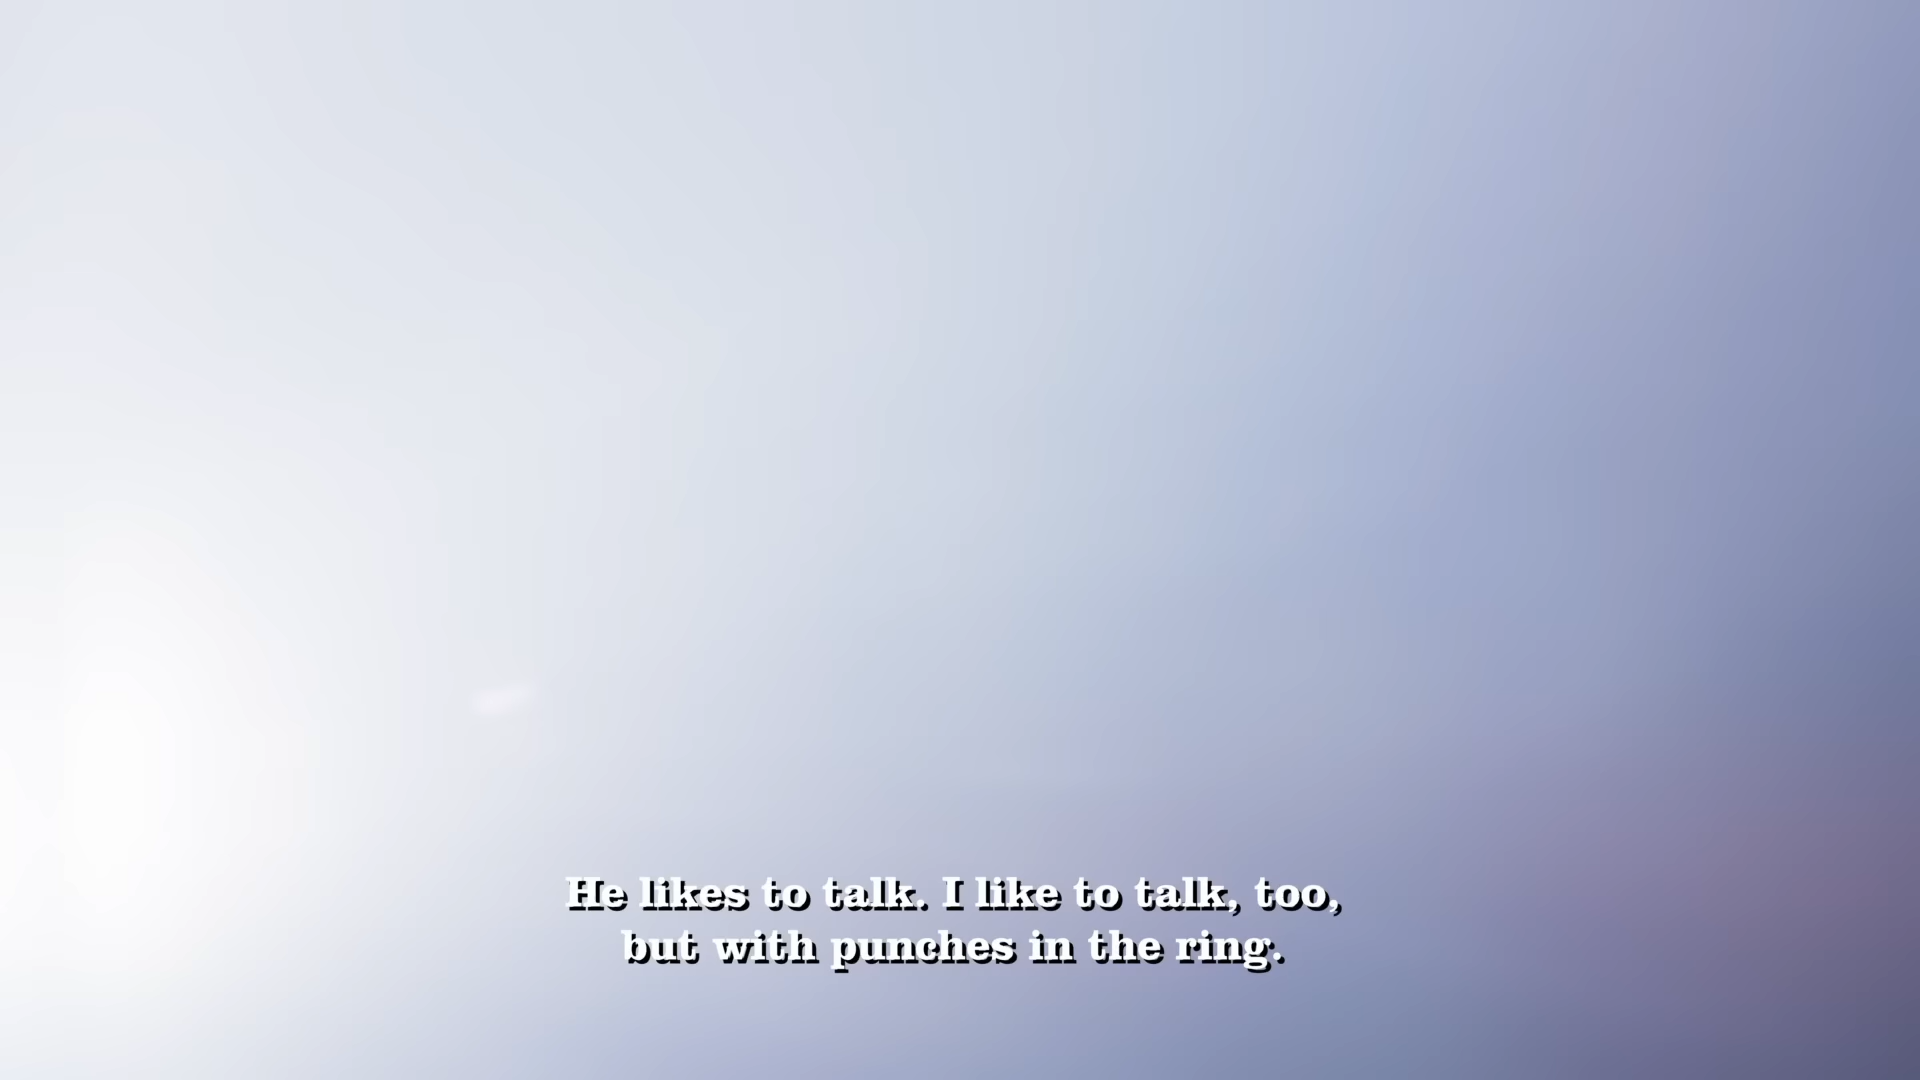 He likes to talk. I like to talk, too,
but with punches in the ring.